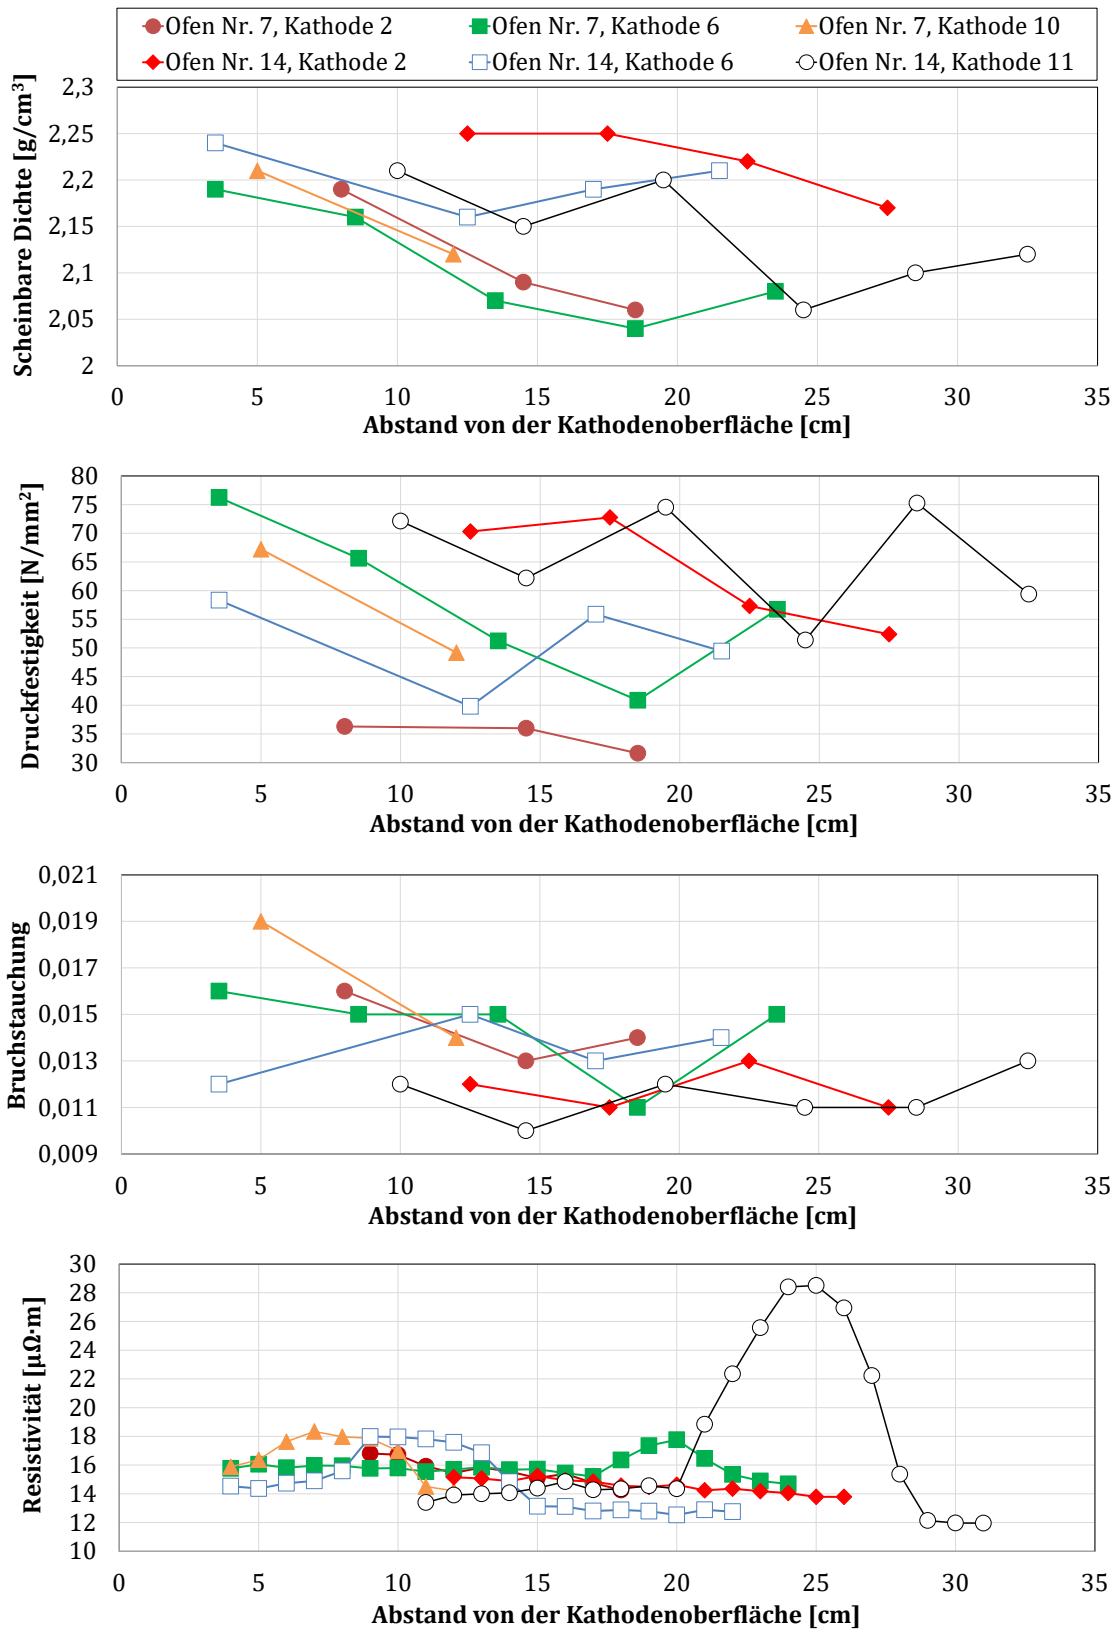 Ofen Nr. 7, Kathode 2 Ofen Nr. 7, Kathode 6 Ofen Nr. 7, Kathode 10
Ofen Nr. 14, Kathode 2 Ofen Nr. 14, Kathode 6 Ofen Nr. 14, Kathode 11
Scheinbare Dichte [g/cm³]
2,3
2,25
2,2
2,15
2,1
2,05
2
0 5 10 15 20 25 30 35
Abstand von der Kathodenoberfläche [cm]
Druckfestigkeit [N/mm²]
80
75
70
65
60
55
50
45
40
35
30
0 5 10 15 20 25 30 35
Abstand von der Kathodenoberfläche [cm]
Bruchstauchung
0,021
0,019
0,017
0,015
0,013
0,011
0,009
0 5 10 15 20 25 30 35
Abstand von der Kathodenoberfläche [cm]
Resistivität [μΩ·m]
30
28
26
24
22
20
18
16
14
12
10
0 5 10 15 20 25 30 35
Abstand von der Kathodenoberfläche [cm]